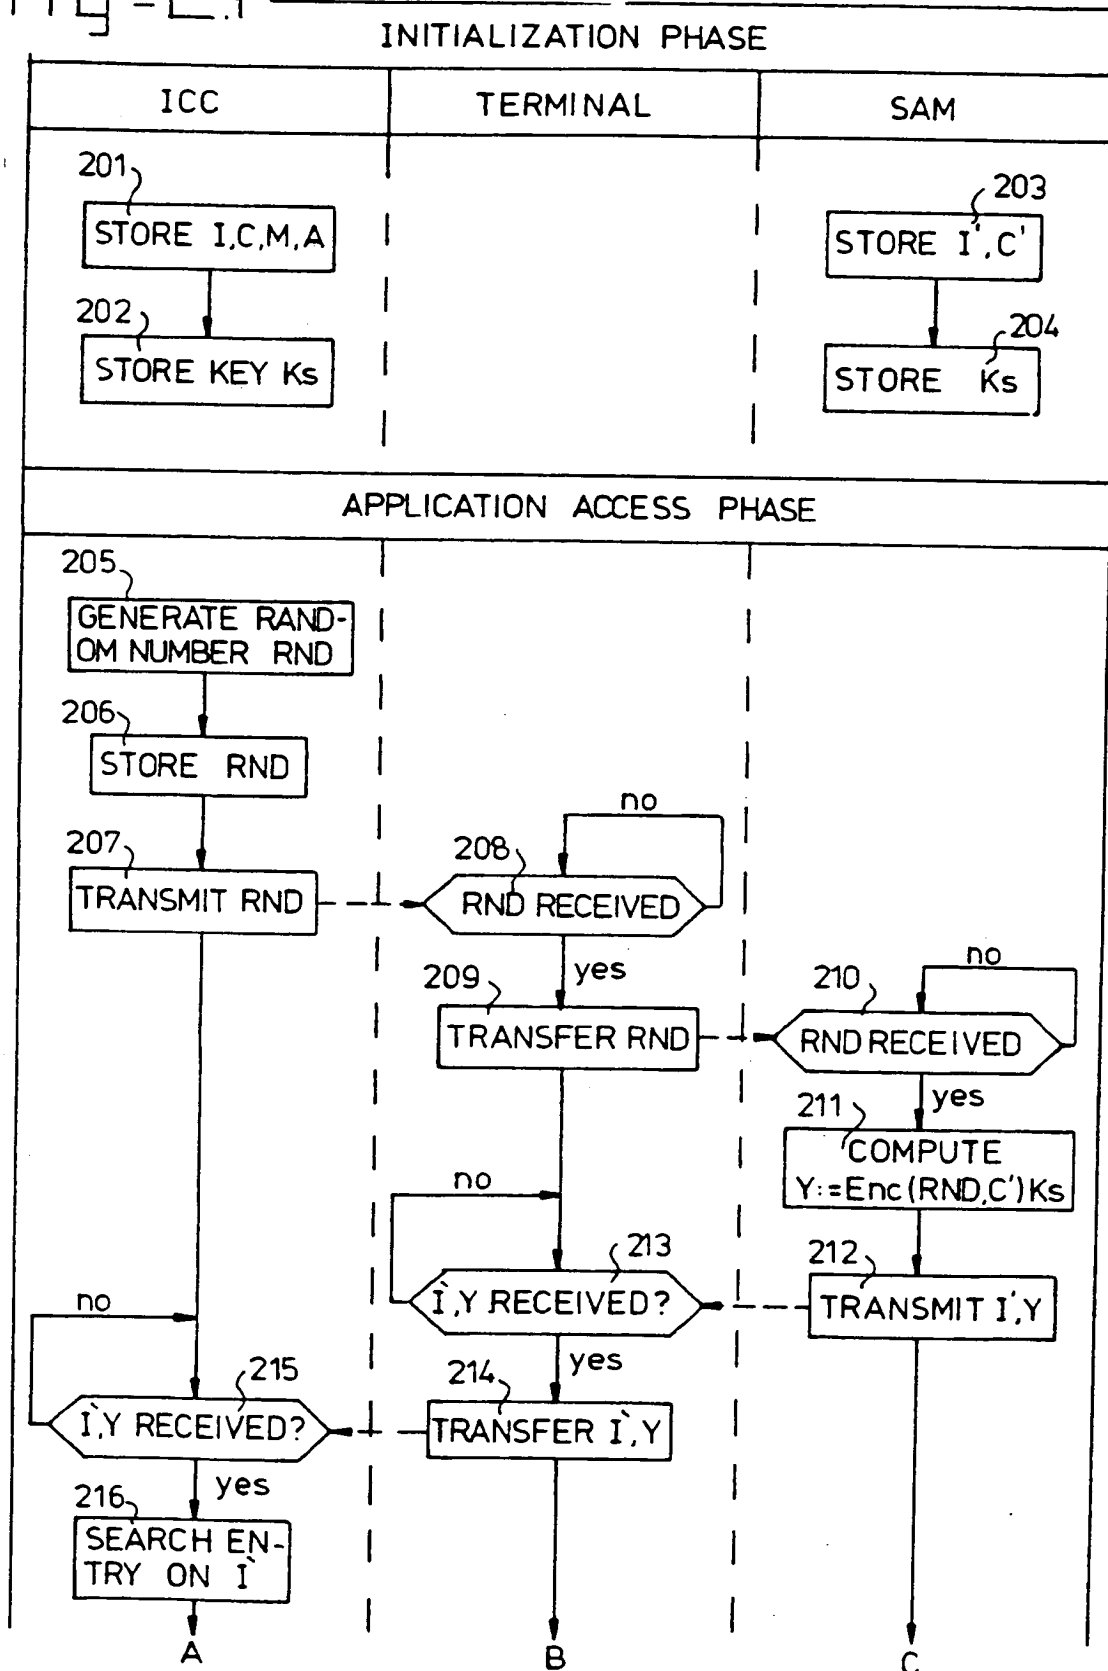 INITIALIZATION PHASE
ICC
TERMINAL
SAM
201
STORE I,C,M,A
203
STORE I',C'
202
STORE KEY Ks
204
STORE Ks
APPLICATION ACCESS PHASE
205
GENERATE RAND-
OM NUMBER RND
206
STORE RND
no
207
TRANSMIT RND
208
RND RECEIVED
yes
no
209
TRANSFER RND
210
RND RECEIVED
yes
211
COMPUTE
Y:=Enc(RND,C')Ks
no
213
I`,Y RECEIVED?
212
TRANSMIT I',Y
no
yes
215
I`,Y RECEIVED?
214
TRANSFER I`,Y
yes
216
SEARCH EN-
TRY ON I`
A
B
C